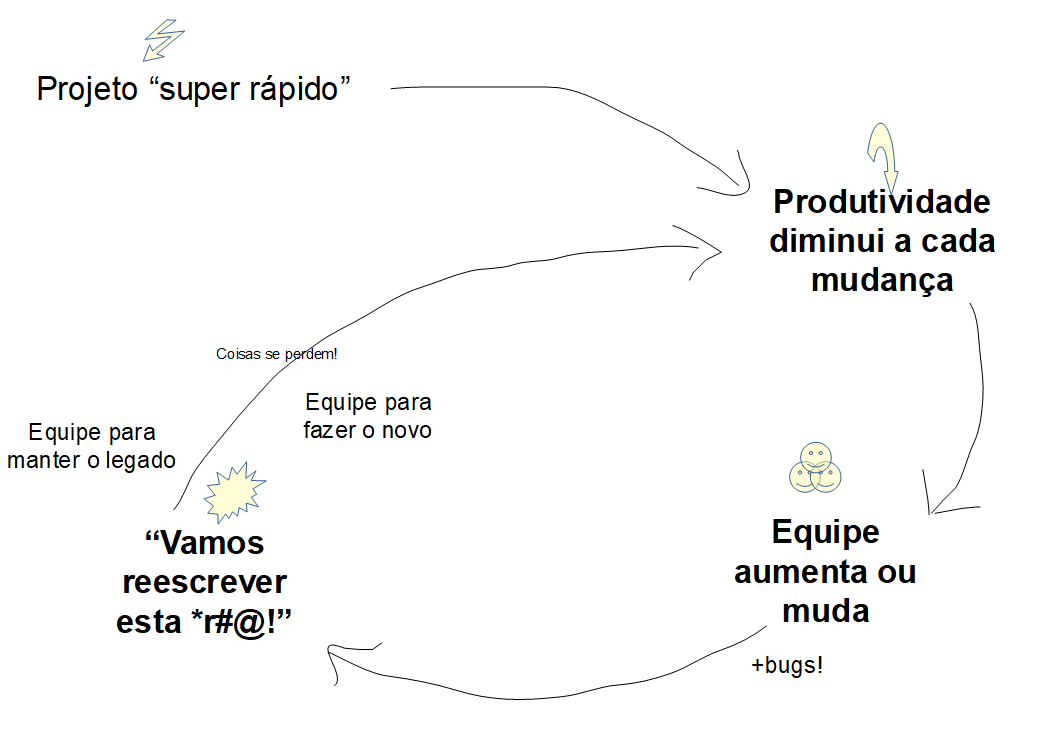 Projeto “super rápido”
Produtividade
diminui a cada
mudança
Coisas se perdem!
Equipe para
fazer o novo
Equipe para
manter o legado
“Vamos
reescrever
esta *r#@!”
Equipe
aumenta ou
muda
+bugs!